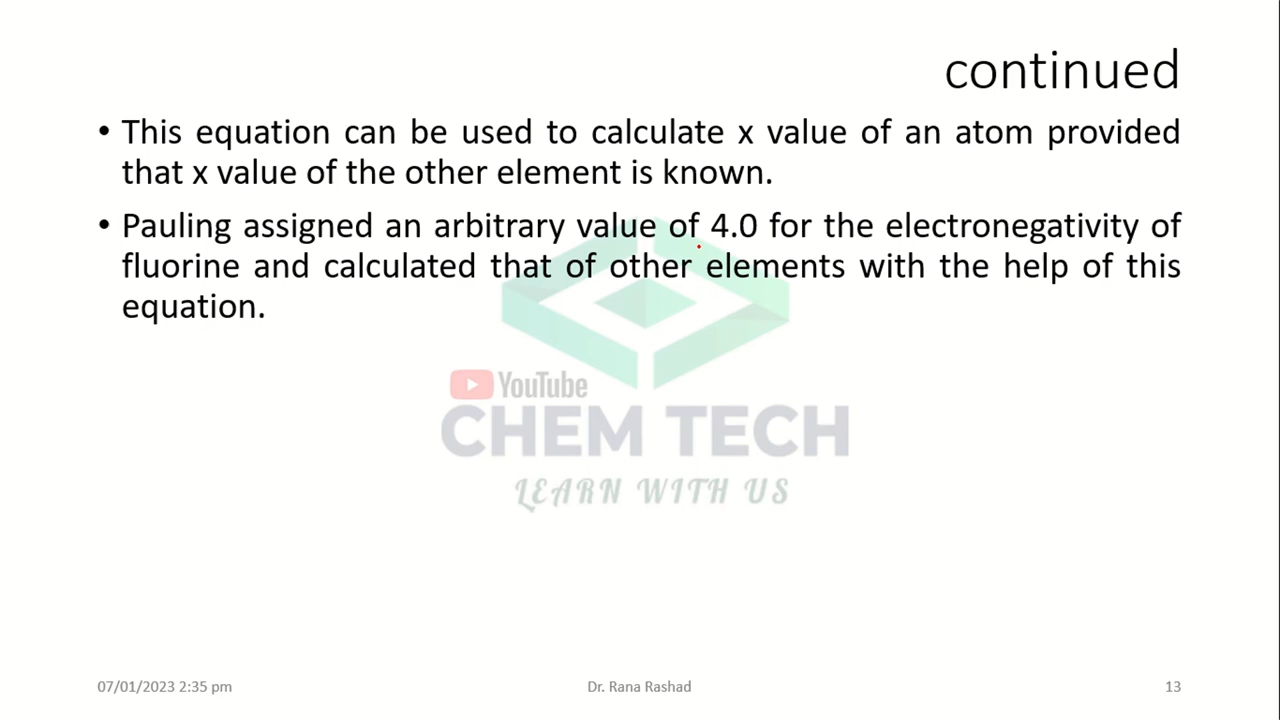 continued
• This equation can be used to calculate x value of an atom provided
that x value of the other element is known.
• Pauling assigned an arbitrary value of 4.0 for the electronegativity of
fluorine and calculated that of other elements with the help of this
equation.
YouTube
CHEM TECH
LEARN WITH US
07/01/2023 2:35 pm
Dr. Rana Rashad
13